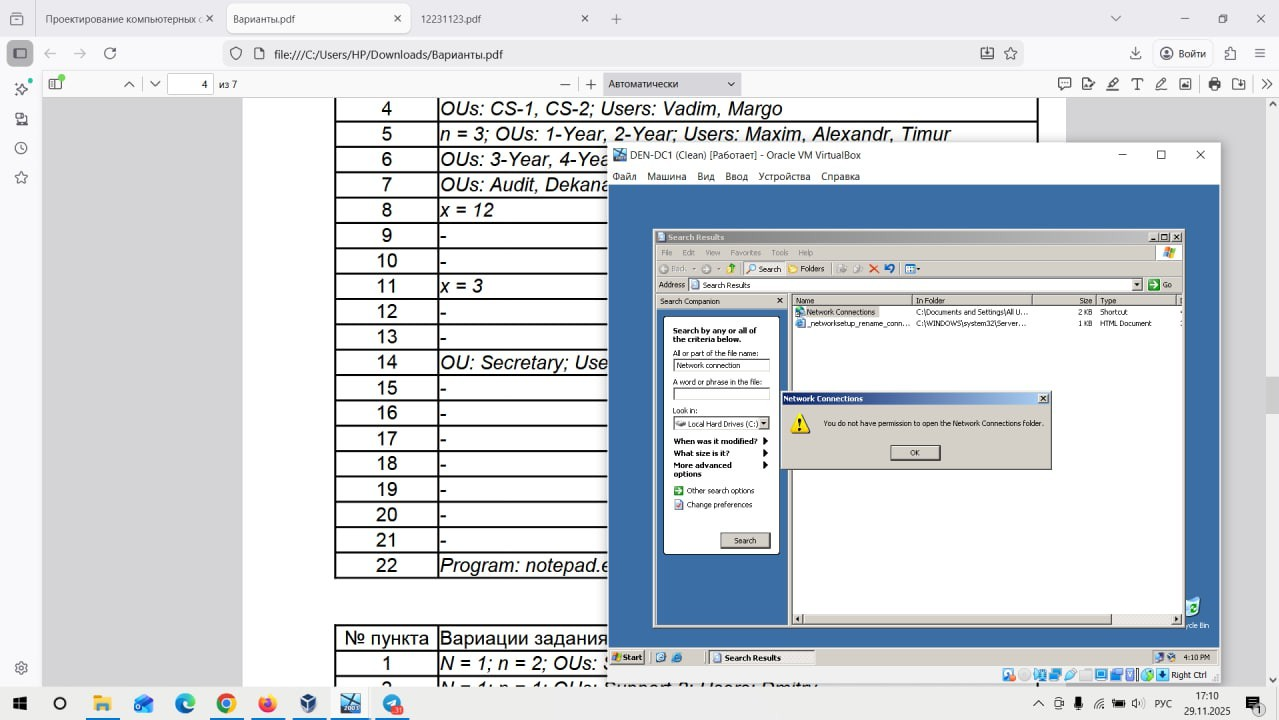 Проектирование компьютерных с
Варианты.pdf
12231123.pdf
file:///C:/Users/HP/Downloads/Варианты.pdf
Войти
4 из 7
Автоматически
4 OUs: CS-1, CS-2; Users: Vadim, Margo
5 n = 3; OUs: 1-Year, 2-Year; Users: Maxim, Alexandr, Timur
6 OUs: 3-Year, 4-Yea
7 OUs: Audit, Dekana
8 x = 12
9 -
10 -
11 x = 3
12 -
13 -
14 OU: Secretary; Use
15 -
16 -
17 -
18 -
19 -
20 -
21 -
22 Program: notepad.e
№ пункта Вариации задания
1 N = 1; n = 2; OUs: S
DEN-DC1 (Clean) [Работает] - Oracle VM VirtualBox
Файл Машина Вид Ввод Устройства Справка
Search Results
File Edit View Favorites Tools Help
Back Search Folders
Address Search Results Go
Search Companion
Search by any or all of
the criteria below.
All or part of the file name:
Network connection
A word or phrase in the file:
Look in:
Local Hard Drives (C:)
When was it modified?
What size is it?
More advanced
options
Other search options
Change preferences
Search
Name In Folder Size Type
Network Connections C:\Documents and Settings\All U... 2 KB Shortcut
_networksetup_rename_conn... C:\WINDOWS\system32\Server... 1 KB HTML Document
Network Connections
You do not have permission to open the Network Connections folder.
OK
ycle Bin
Start Search Results 4:10 PM
Right Ctrl
31
РУС
17:10
29.11.2025
1